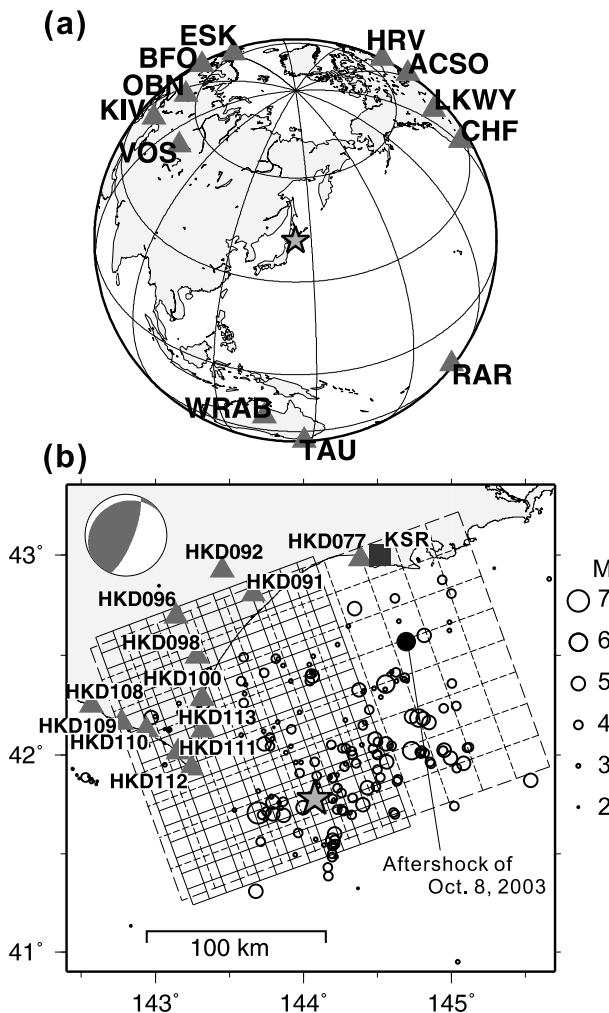 (a)
ESK
HRV
BFO
ACSO
OBN
LKWY
KIV
CHF
VOS
RAR
WRAB
TAU
(b)
HKD077
KSR
43°
HKD092
HKD091
HKD096
HKD098
HKD100
HKD108
HKD113
HKD109
HKD110
HKD111
42°
HKD112
M
7
6
5
4
3
2
Aftershock of
Oct. 8, 2003
41°
100 km
143°
144°
145°